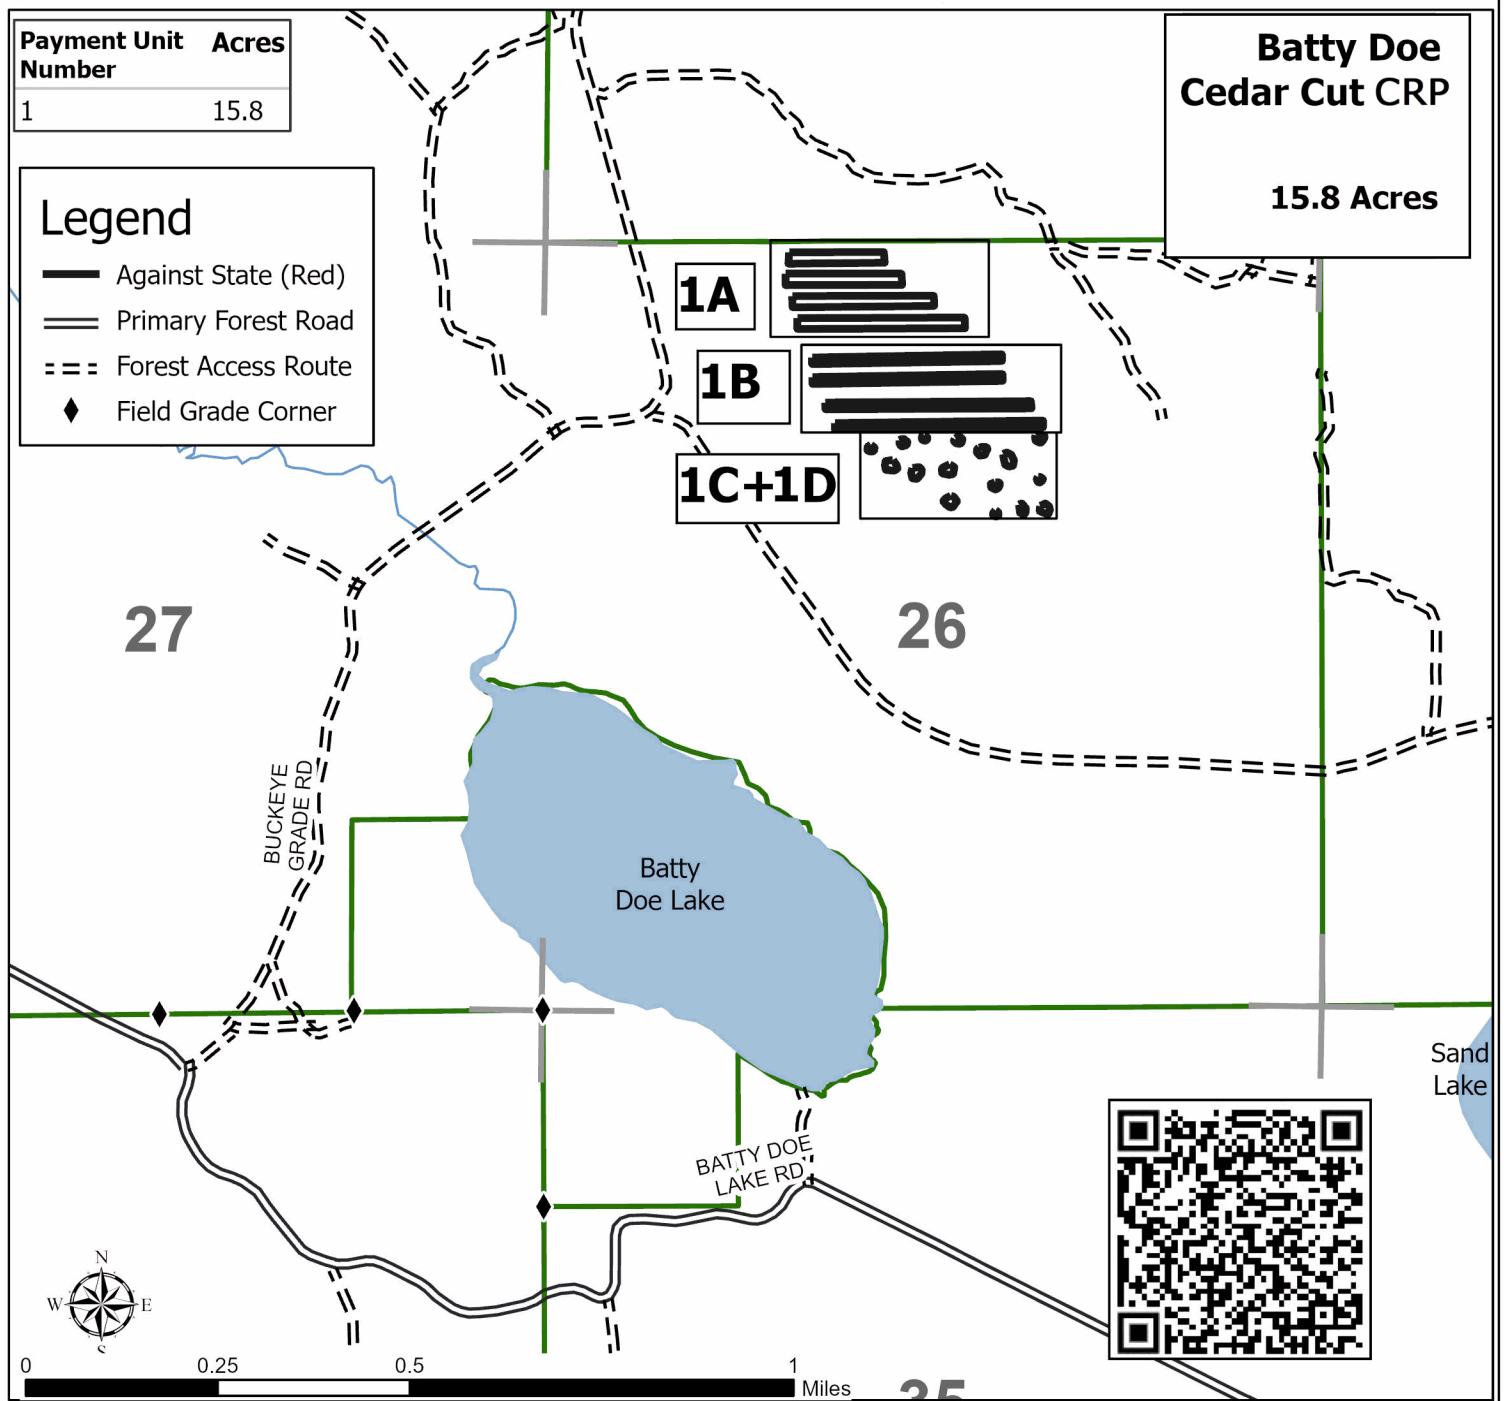 Payment Unit Number Acres
1 15.8
Batty Doe
Cedar Cut CRP
15.8 Acres
Legend
Against State (Red)
Primary Forest Road
Forest Access Route
Field Grade Corner
1A
1B
1C+1D
27
26
BUCKEYE
GRADE RD
Batty
Doe Lake
Sand
Lake
BATTY DOE
LAKE RD
N
W E
S
0 0.25 0.5 1
Miles
35